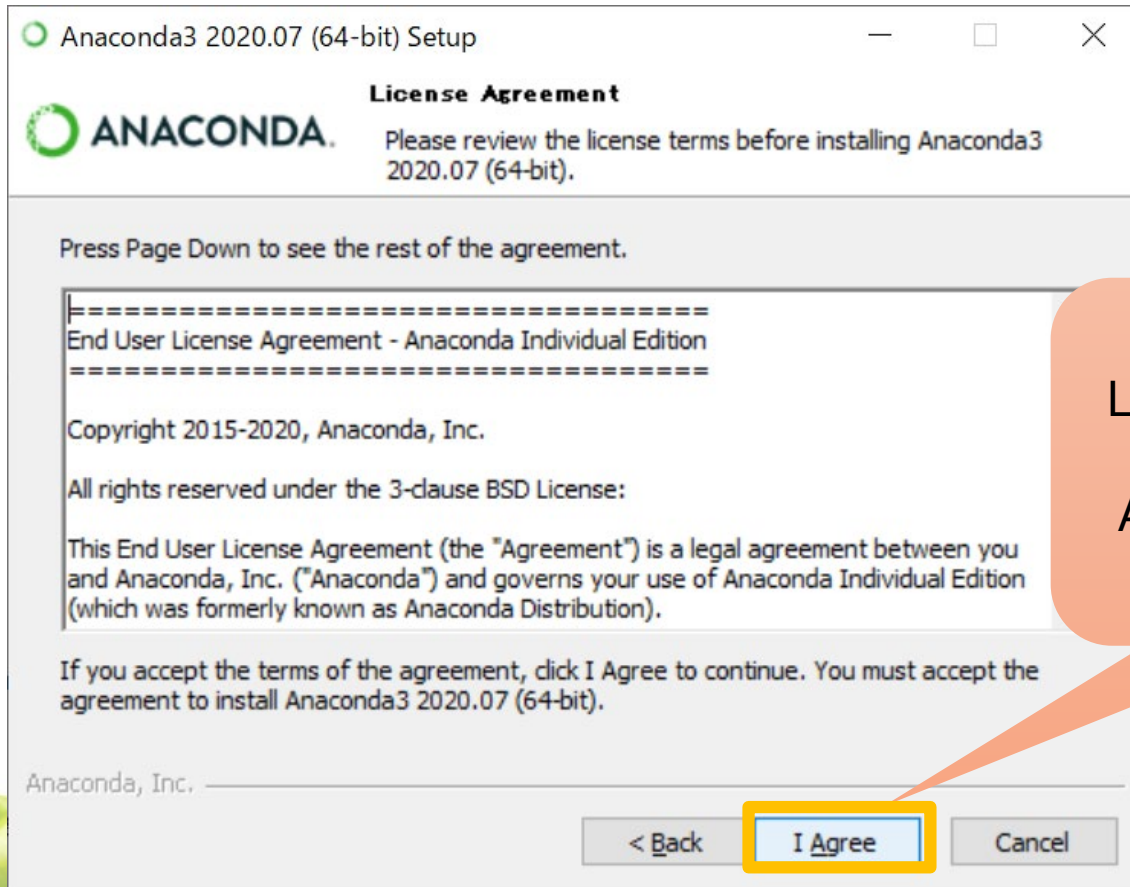 Anaconda3 2020.07 (64-bit) Setup
License Agreement
ANACONDA.
Please review the license terms before installing Anaconda3
2020.07 (64-bit).
Press Page Down to see the rest of the agreement.
=====================================
End User License Agreement - Anaconda Individual Edition
=====================================
Copyright 2015-2020, Anaconda, Inc.
All rights reserved under the 3-clause BSD License:
This End User License Agreement (the "Agreement") is a legal agreement between you
and Anaconda, Inc. ("Anaconda") and governs your use of Anaconda Individual Edition
(which was formerly known as Anaconda Distribution).
If you accept the terms of the agreement, click I Agree to continue. You must accept the
agreement to install Anaconda3 2020.07 (64-bit).
Anaconda, Inc.
< Back
I Agree
Cancel